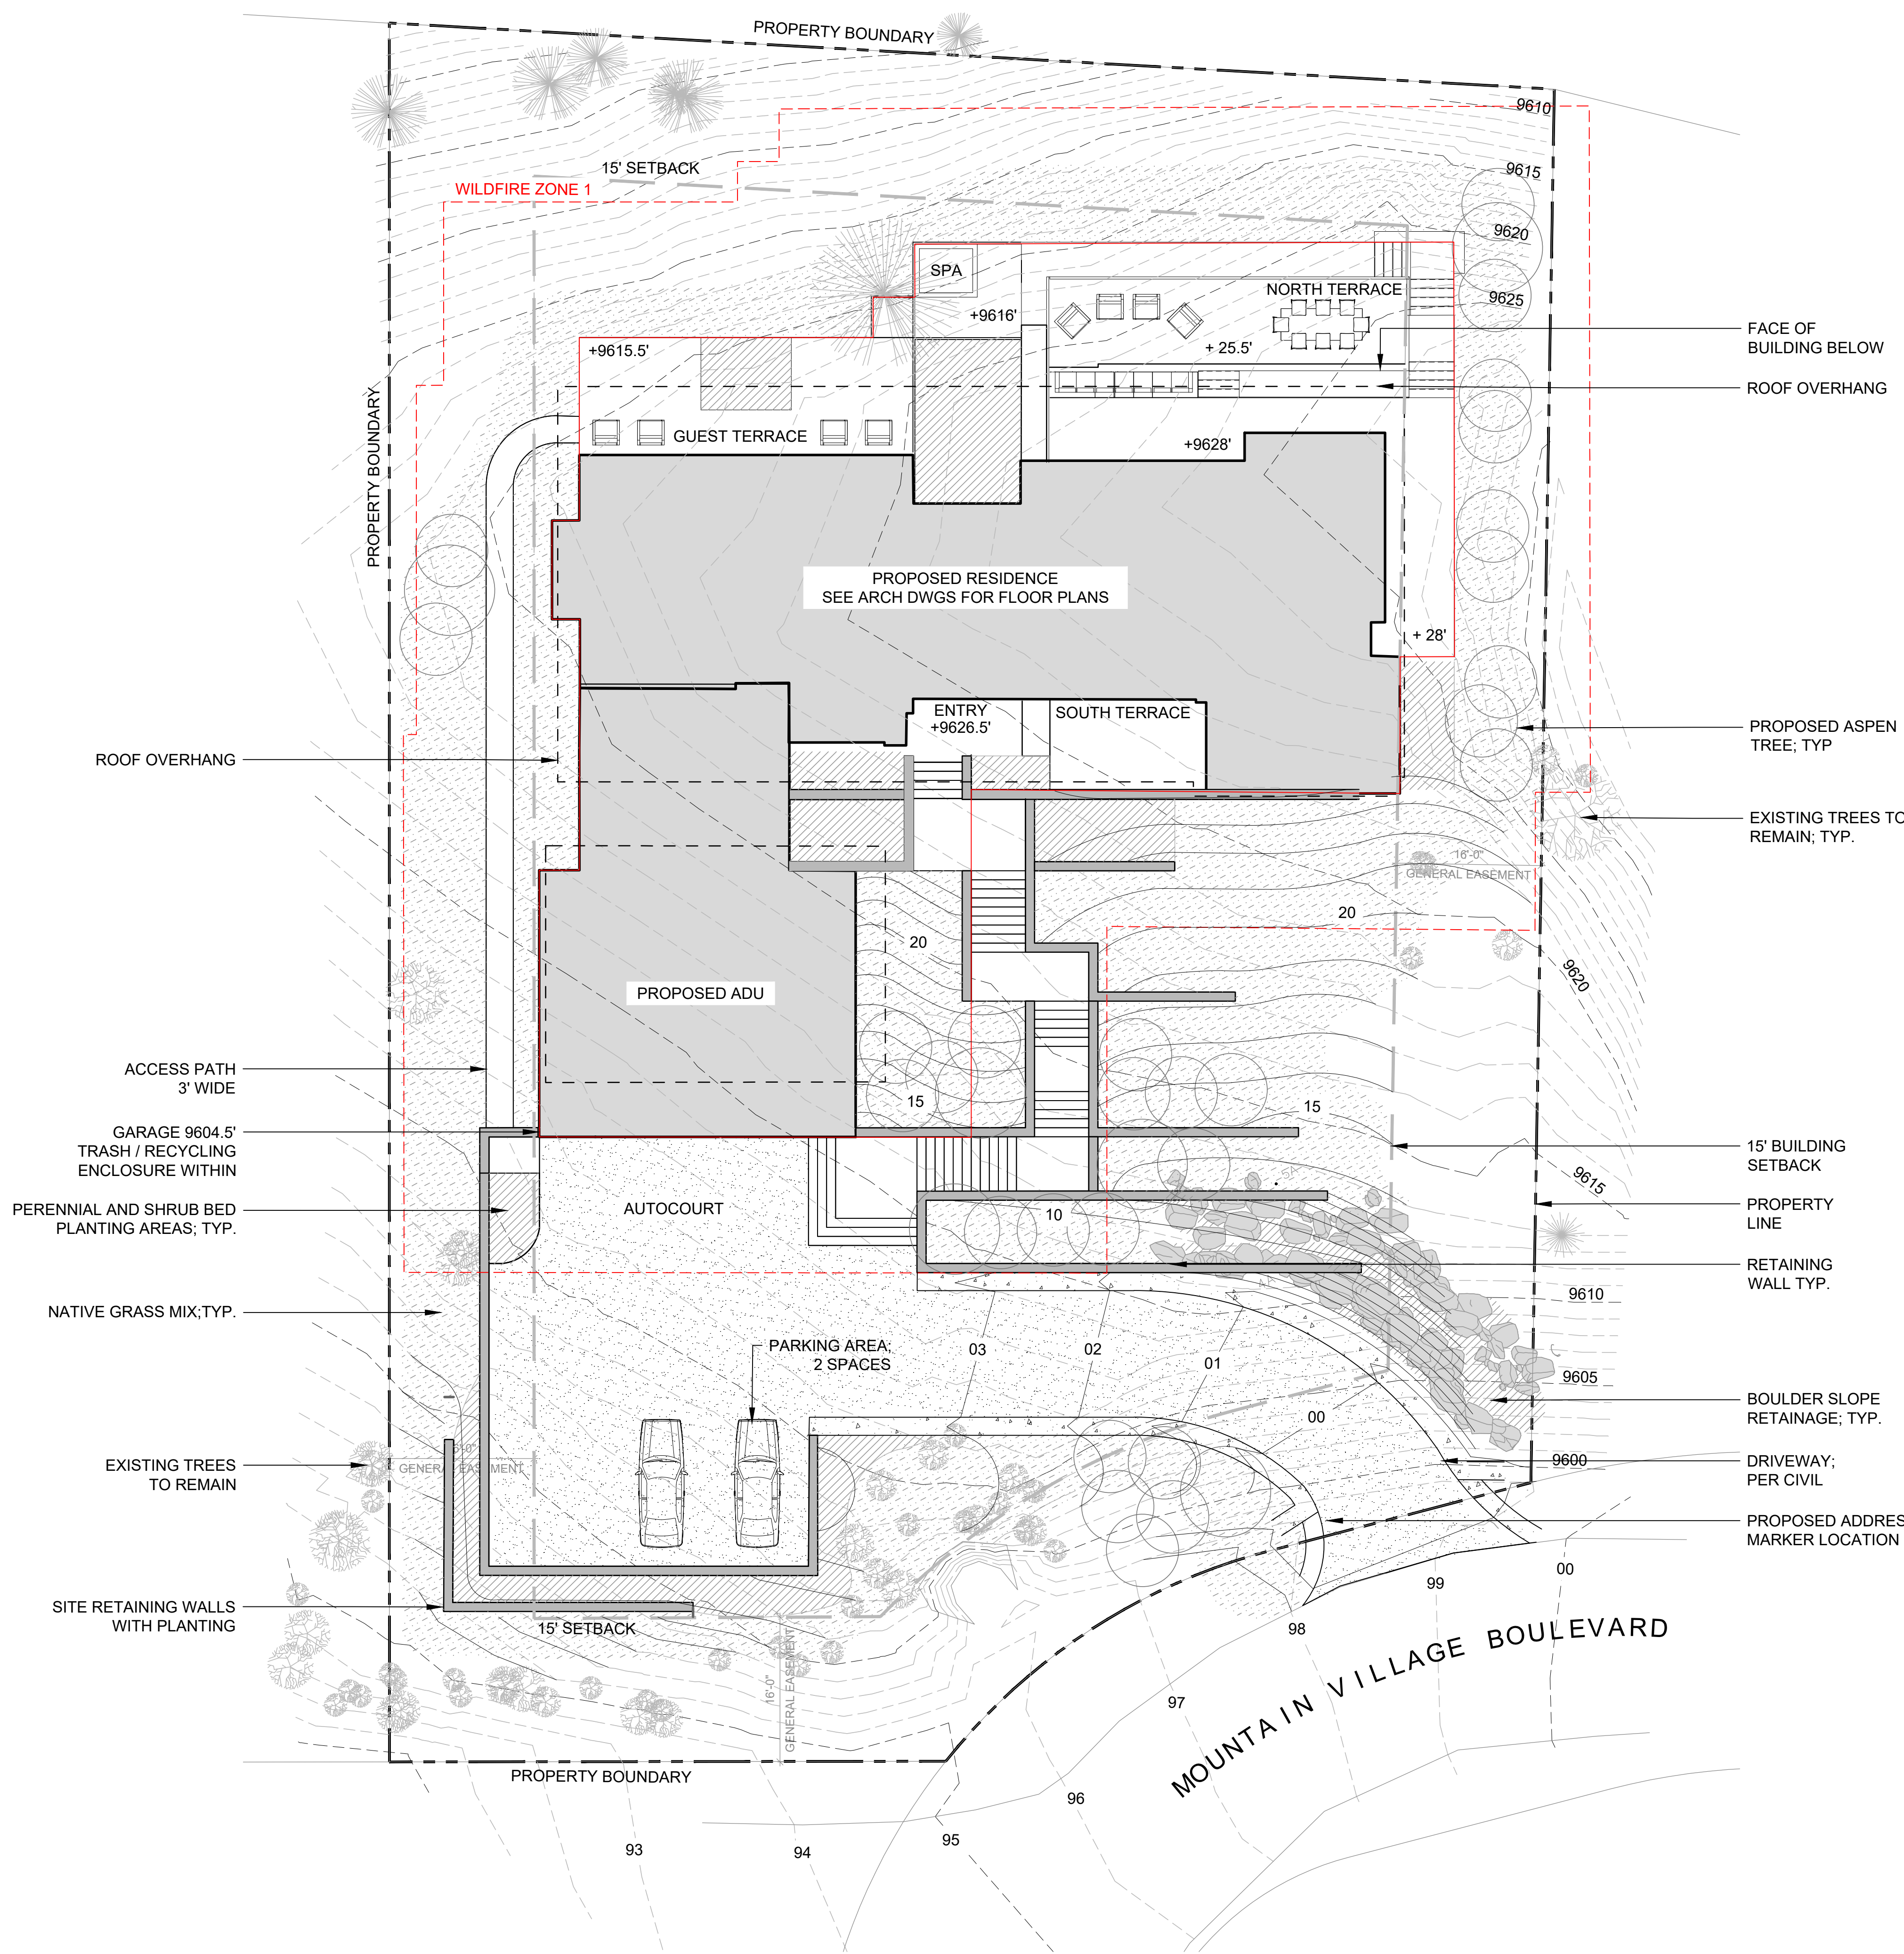 PROPERTY BOUNDARY
9610
15' SETBACK
9615
WILDFIRE ZONE 1
9620
SPA
NORTH TERRACE
9625
+9616'
FACE OF
BUILDING BELOW
+9615.5'
+ 25.5'
ROOF OVERHANG
PROPERTY BOUNDARY
GUEST TERRACE
+9628'
PROPOSED RESIDENCE
SEE ARCH DWGS FOR FLOOR PLANS
+ 28'
ENTRY
+9626.5'
SOUTH TERRACE
PROPOSED ASPEN
TREE; TYP
ROOF OVERHANG
EXISTING TREES TO
REMAIN; TYP.
16'-0"
GENERAL EASEMENT
20
20
9620
PROPOSED ADU
ACCESS PATH
3' WIDE
15
15
GARAGE 9604.5'
TRASH / RECYCLING
ENCLOSURE WITHIN
15' BUILDING
SETBACK
9615
PERENNIAL AND SHRUB BED
PLANTING AREAS; TYP.
AUTOCOURT
10
PROPERTY
LINE
RETAINING
WALL TYP.
9610
NATIVE GRASS MIX;TYP.
PARKING AREA;
2 SPACES
03
02
01
9605
00
BOULDER SLOPE
RETAINAGE; TYP.
EXISTING TREES
TO REMAIN
GENERAL EASEMENT
9600
DRIVEWAY;
PER CIVIL
PROPOSED ADDRES
MARKER LOCATION
00
99
SITE RETAINING WALLS
WITH PLANTING
15' SETBACK
98
16'-0"
GENERAL EASEMENT
MOUNTAIN VILLAGE BOULEVARD
97
PROPERTY BOUNDARY
96
95
93
94